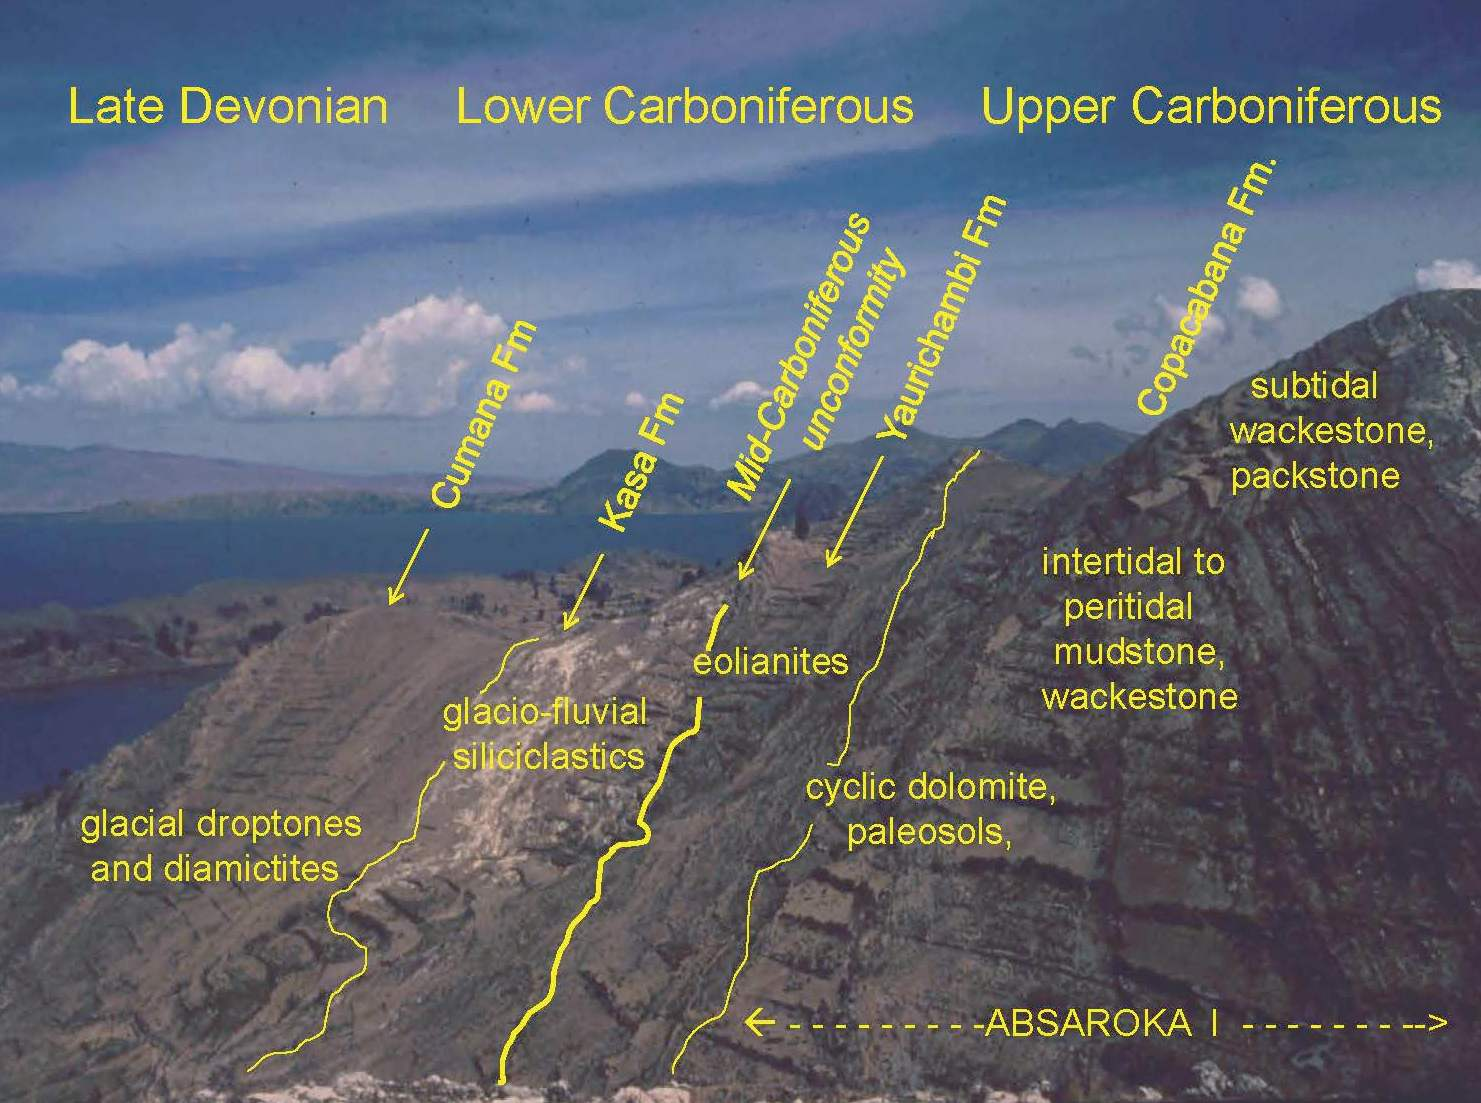 Late Devonian
Lower Carboniferous
Upper Carboniferous
Cumana Fm
Kasa Fm
Mid-Carboniferous
unconformity
Yaurichambi Fm
Copacabana Fm.
subtidal
wackestone,
packstone
intertidal to
peritidal
mudstone,
wackestone
eolianites
glacio-fluvial
siliciclastics
cyclic dolomite,
paleosols,
glacial droptones
and diamictites
<- - - - - - - - - -ABSAROKA I - - - - - - - - -->